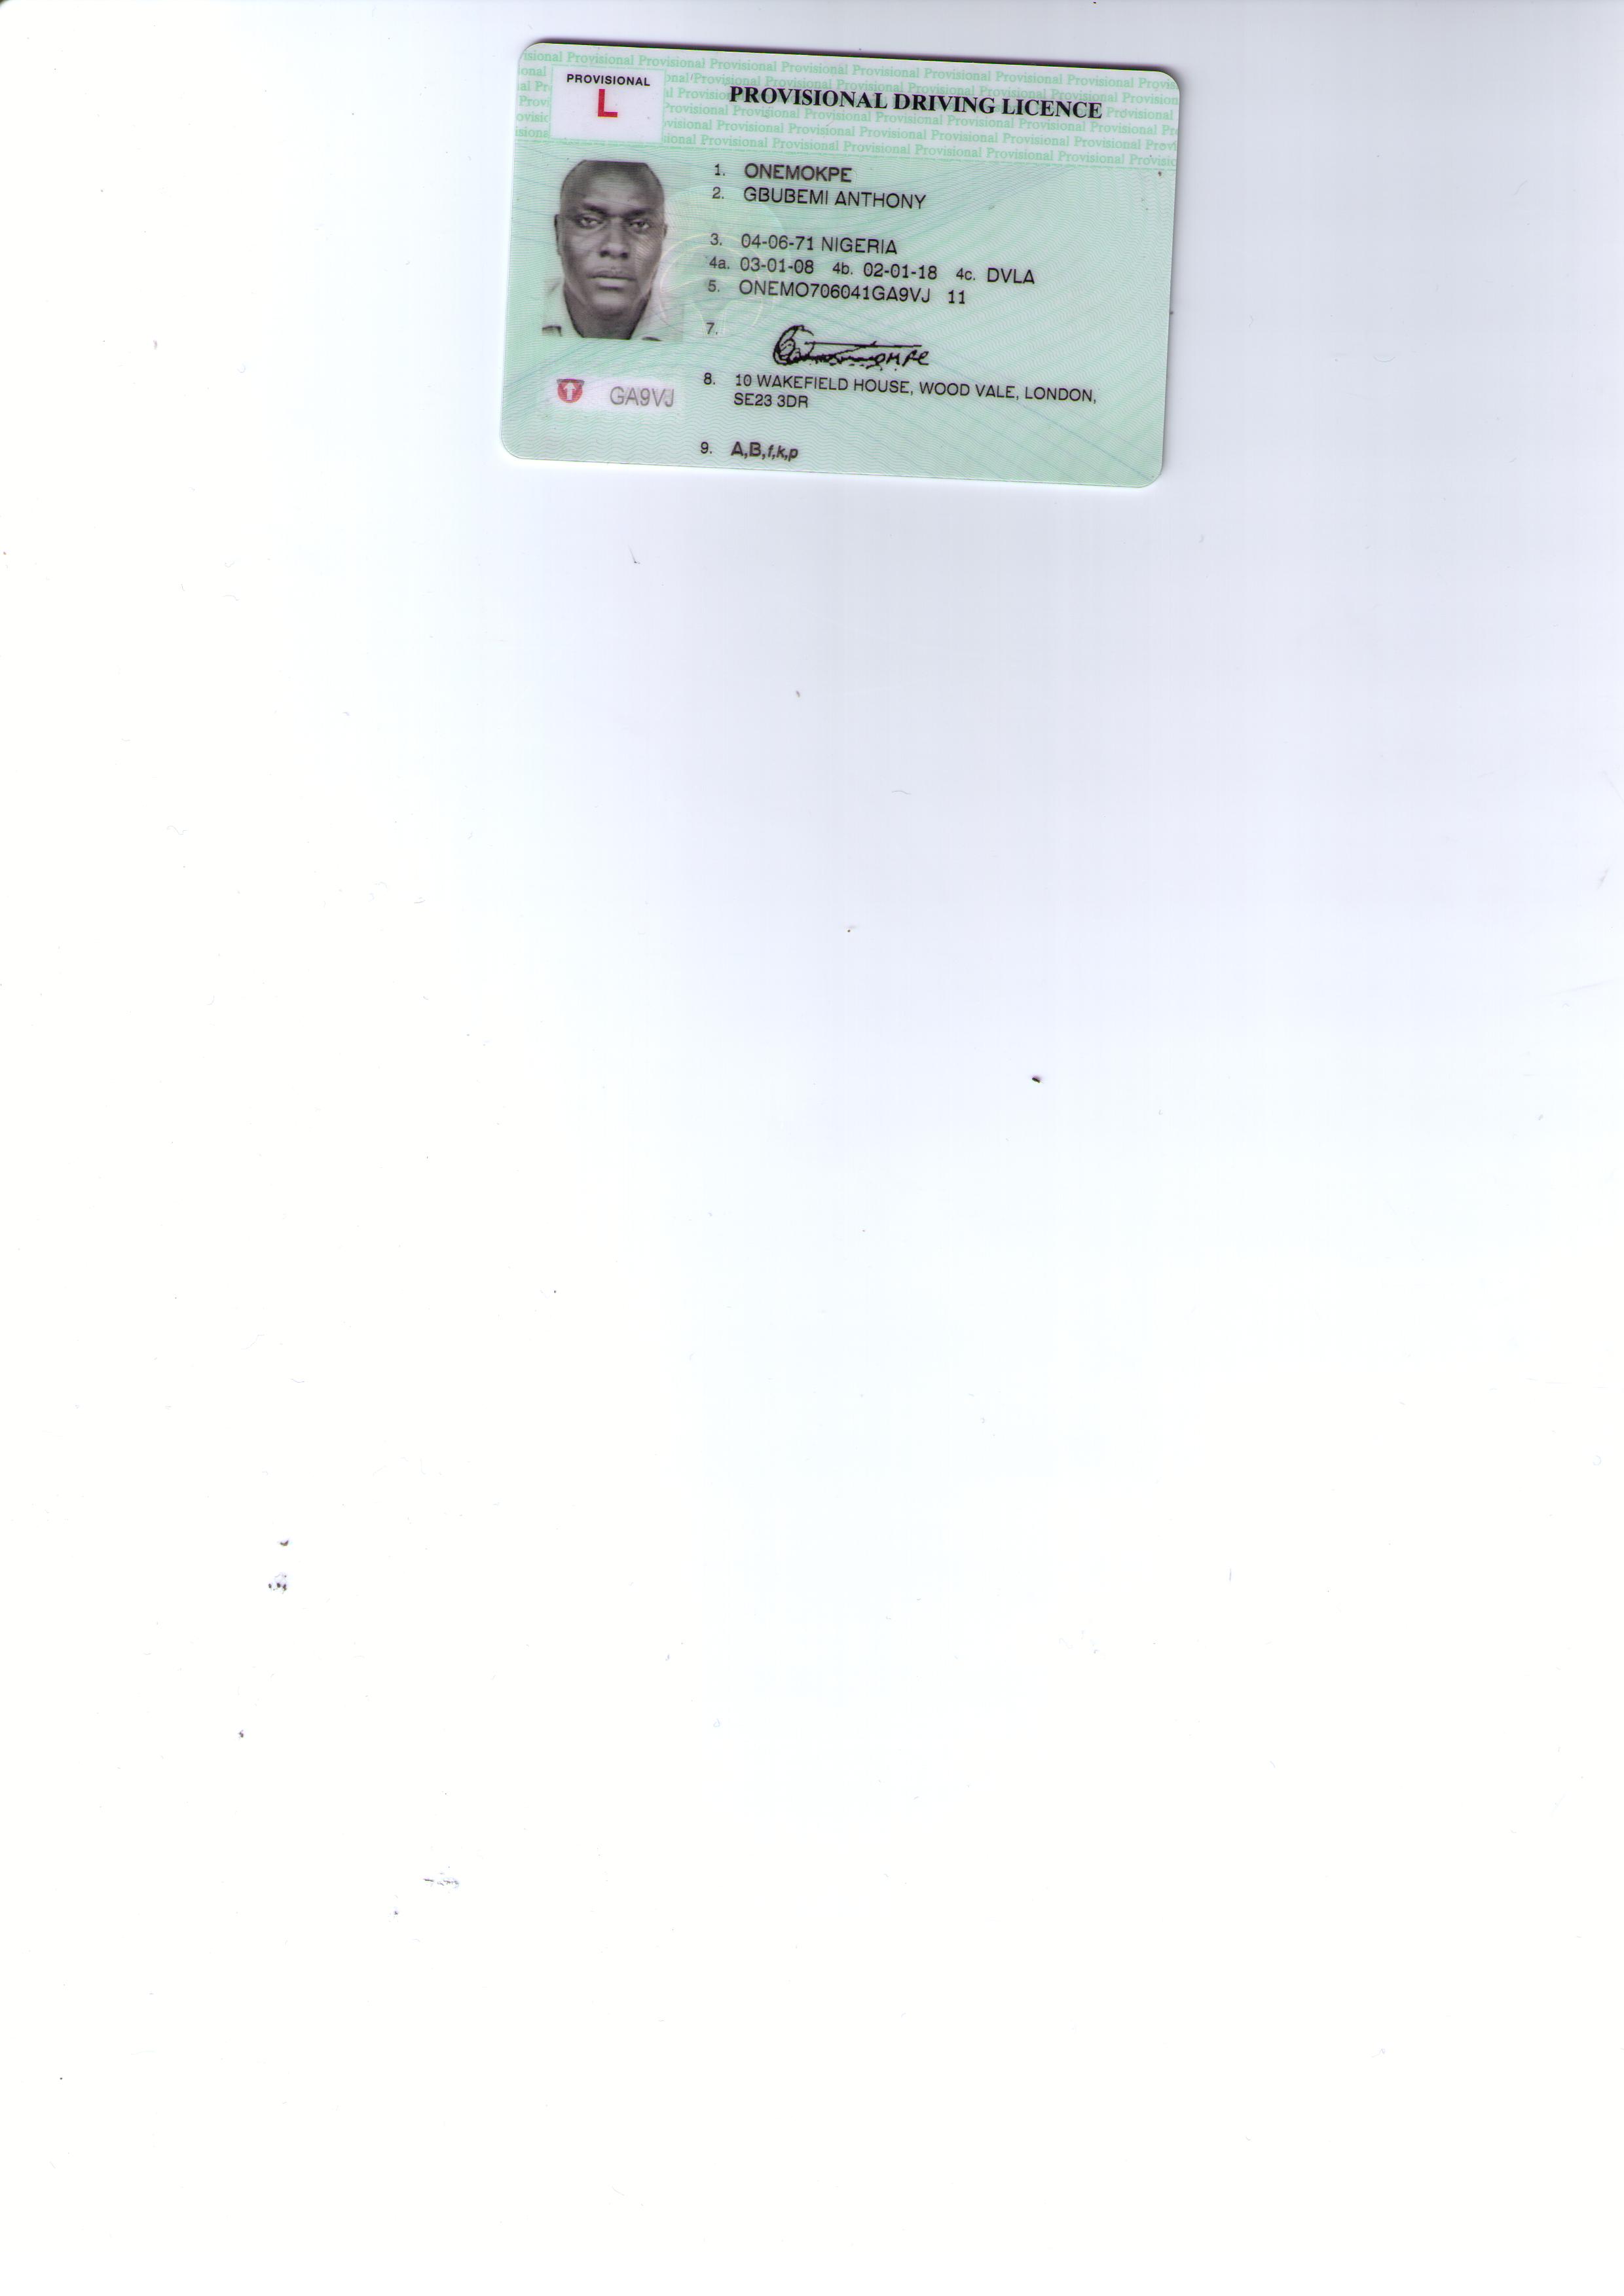 PROVISIONAL
L
PROVISIONAL DRIVING LICENCE
1. ONEMOKPE
2. GBUBEMI ANTHONY
3. 04-06-71 NIGERIA
4a. 03-01-08 4b. 02-01-18 4c. DVLA
5. ONEMO706041GA9VJ 11
7.
8. 10 WAKEFIELD HOUSE, WOOD VALE, LONDON,
SE23 3DR
GA9VJ
9. A,B,f,k,p